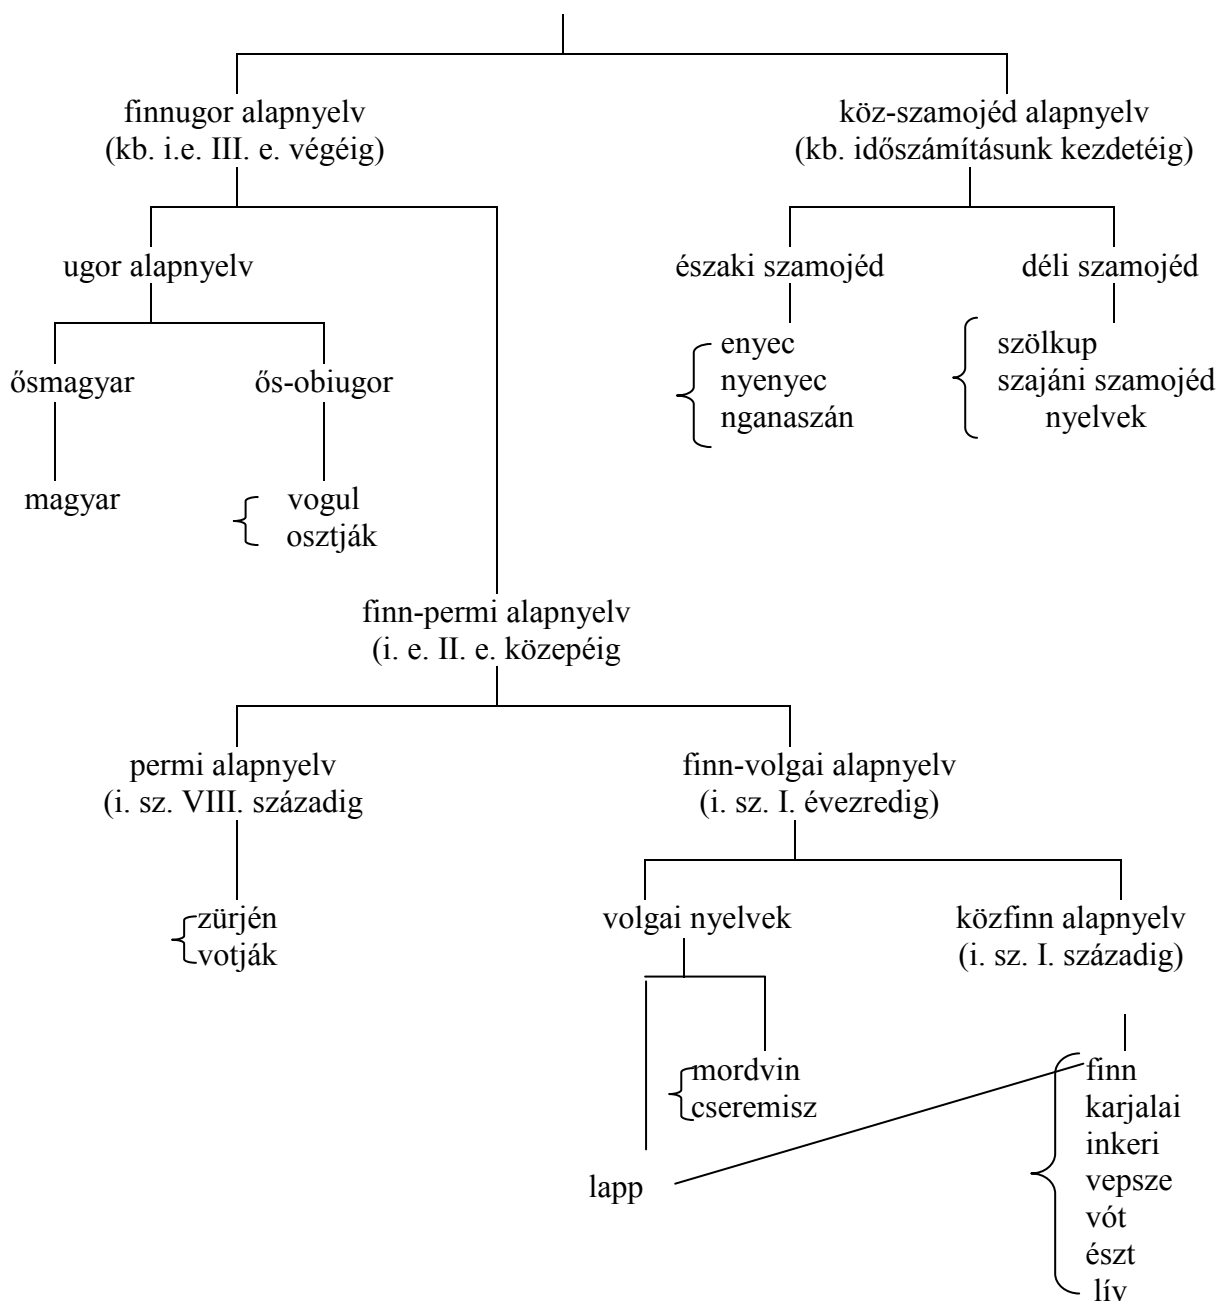 finnugor alapnyelv
(kb. i.e. III. e. végéig)
köz-szamojéd alapnyelv
(kb. időszámításunk kezdetéig)
ugor alapnyelv
északi szamojéd
déli szamojéd
enyec
nyenyec
nganaszán
szölkup
szajáni szamojéd
nyelvek
ősmagyar
ős-obiugor
magyar
vogul
osztják
finn-permi alapnyelv
(i. e. II. e. közepéig
permi alapnyelv
(i. sz. VIII. századig
finn-volgai alapnyelv
(i. sz. I. évezredig)
zürjén
votják
volgai nyelvek
közfinn alapnyelv
(i. sz. I. századig)
mordvin
cseremisz
lapp
finn
karjalai
inkeri
vepsze
vót
észt
lív